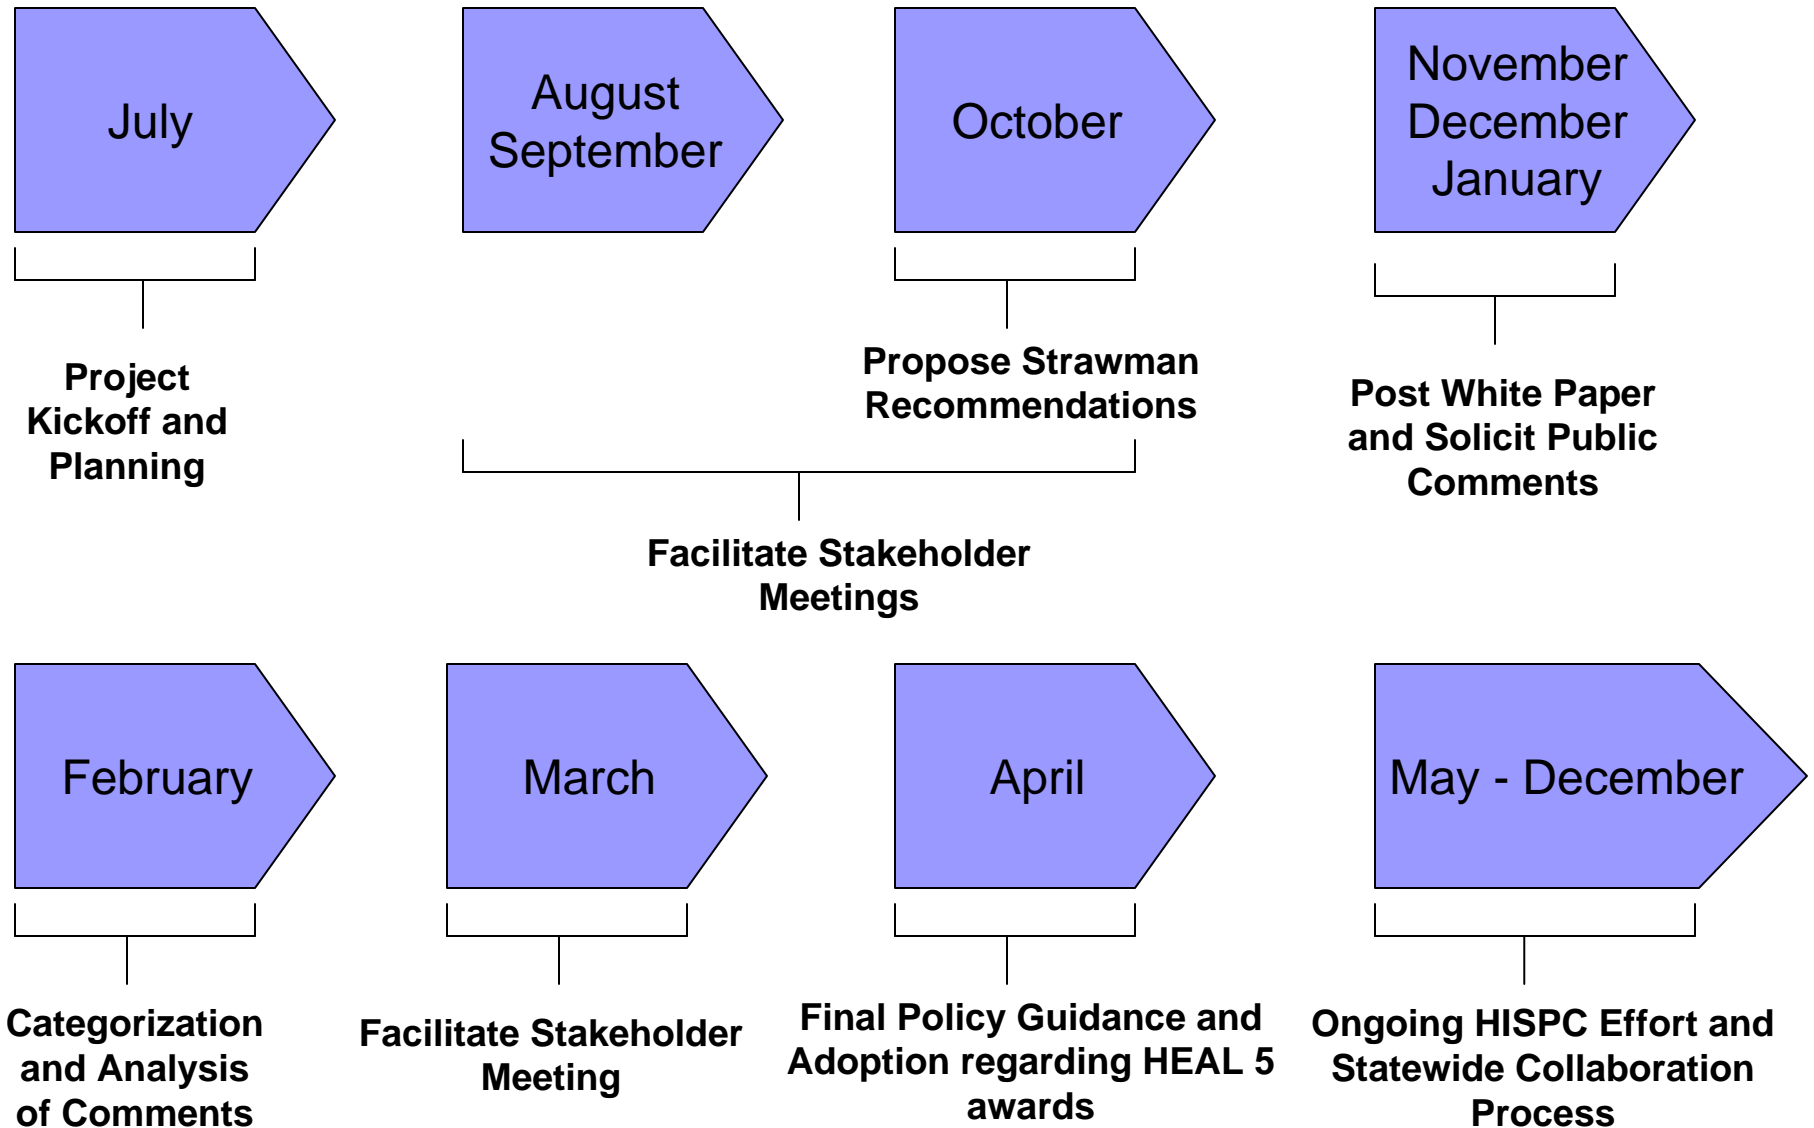 July
August
September
October
November
December
January
Project
Kickoff and
Planning
Propose Strawman
Recommendations
Post White Paper
and Solicit Public
Comments
Facilitate Stakeholder
Meetings
February
March
April
May - December
Categorization
and Analysis
of Comments
Facilitate Stakeholder
Meeting
Final Policy Guidance and
Adoption regarding HEAL 5
awards
Ongoing HISPC Effort and
Statewide Collaboration
Process